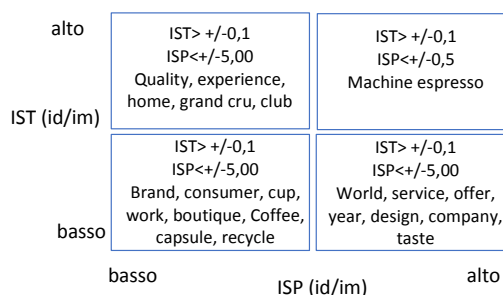 alto
IST> +/-0,1
ISP<+/-5,00
Quality, experience,
home, grand cru, club
IST> +/-0,1
ISP<+/-0,5
Machine espresso
IST (id/im)
IST> +/-0,1
ISP<+/-5,00
Brand, consumer, cup,
work, boutique, Coffee,
capsule, recycle
IST> +/-0,1
ISP<+/-5,00
World, service, offer,
year, design, company,
taste
basso
basso
ISP (id/im)
alto